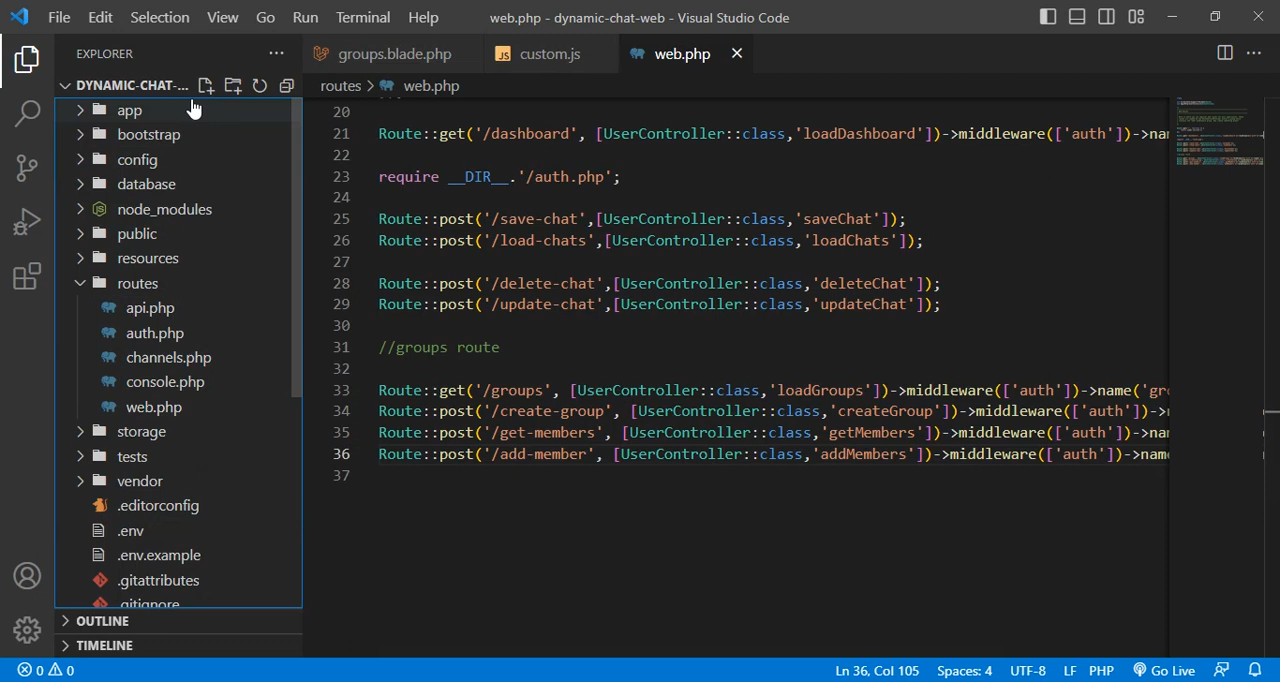 File Edit Selection View Go Run Terminal Help web.php - dynamic-chat-web - Visual Studio Code
EXPLORER
groups.blade.php
JS custom.js
web.php
DYNAMIC-CHAT-...
routes > web.php
app
bootstrap
config
database
node_modules
public
resources
routes
api.php
auth.php
channels.php
console.php
web.php
storage
tests
vendor
.editorconfig
.env
.env.example
.gitattributes
.gitignore
OUTLINE
TIMELINE
20
21 Route::get('/dashboard', [UserController::class,'loadDashboard'])->middleware(['auth'])->nam
22
23 require __DIR__.'/auth.php';
24
25 Route::post('/save-chat',[UserController::class,'saveChat']);
26 Route::post('/load-chats',[UserController::class,'loadChats']);
27
28 Route::post('/delete-chat',[UserController::class,'deleteChat']);
29 Route::post('/update-chat',[UserController::class,'updateChat']);
30
31 //groups route
32
33 Route::get('/groups', [UserController::class,'loadGroups'])->middleware(['auth'])->name('gro
34 Route::post('/create-group', [UserController::class,'createGroup'])->middleware(['auth'])->n
35 Route::post('/get-members', [UserController::class,'getMembers'])->middleware(['auth'])->nam
36 Route::post('/add-member', [UserController::class,'addMembers'])->middleware(['auth'])->name
37
0 0 Ln 36, Col 105 Spaces: 4 UTF-8 LF PHP Go Live